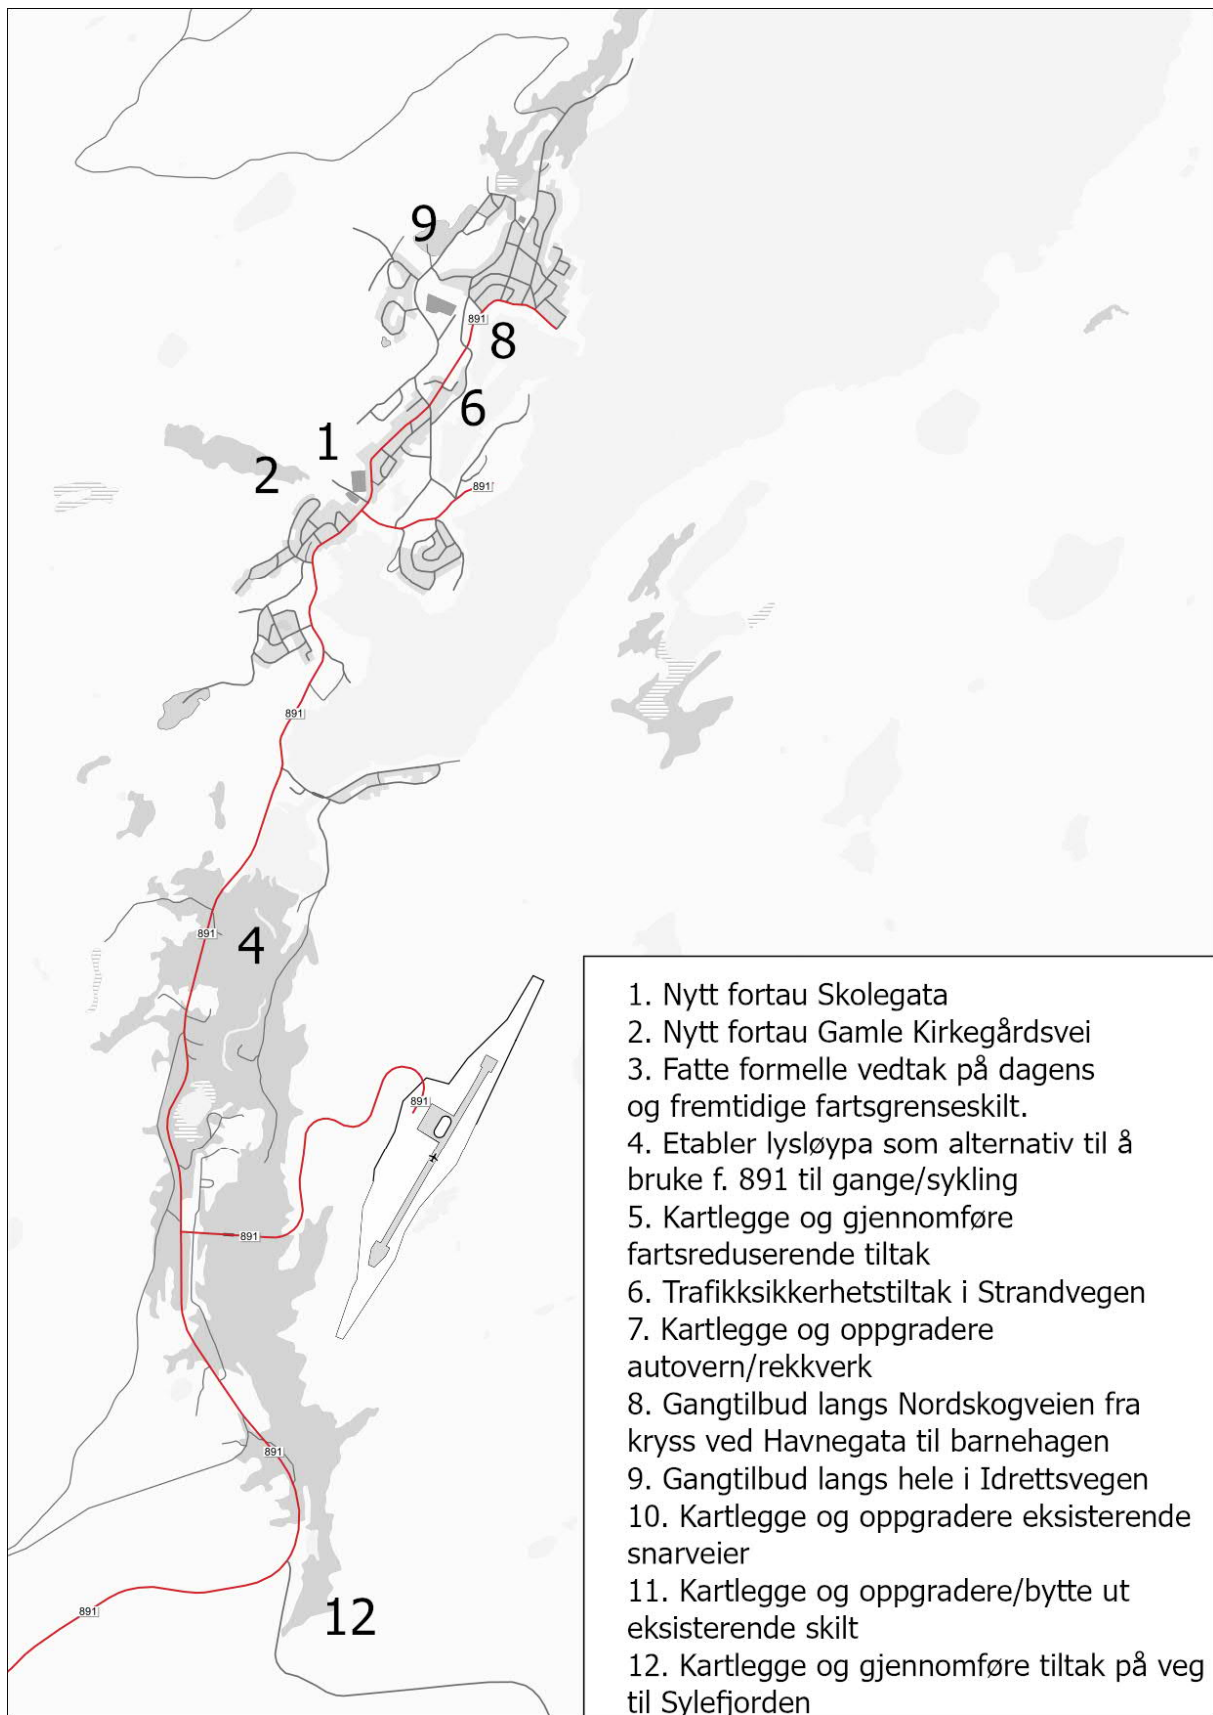 9
891
8
6
1
2
891
891
891
4
891
891
891
891
12
1. Nytt fortau Skolegata
2. Nytt fortau Gamle Kirkegårdsvei
3. Fatte formelle vedtak på dagens
og fremtidige fartsgrenseskilt.
4. Etabler lysløypa som alternativ til å
bruke f. 891 til gange/sykling
5. Kartlegge og gjennomføre
fartsreduserende tiltak
6. Trafikksikkerhetstiltak i Strandvegen
7. Kartlegge og oppgradere
autovern/rekkverk
8. Gangtilbud langs Nordskogveien fra
kryss ved Havnegata til barnehagen
9. Gangtilbud langs hele i Idrettsvegen
10. Kartlegge og oppgradere eksisterende
snarveier
11. Kartlegge og oppgradere/bytte ut
eksisterende skilt
12. Kartlegge og gjennomføre tiltak på veg
til Sylefjorden